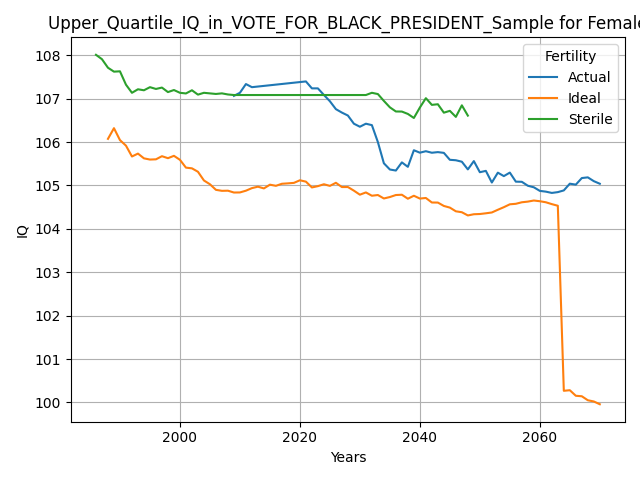 Upper_Quartile_IQ_in_VOTE_FOR_BLACK_PRESIDENT_Sample for Female
Fertility
Actual
Ideal
Sterile
IQ
108
107
106
105
104
103
102
101
100
2000
2020
2040
2060
Years